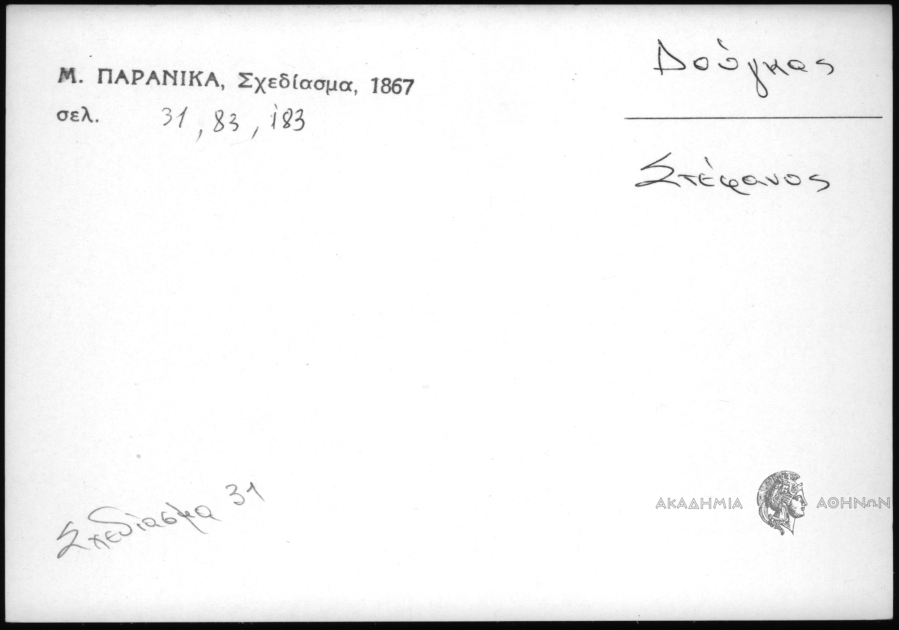 Μ. ΠΑΡΑΝΙΚΑ, Σχεδίασμα, 1867
σελ. 31, 83, 183
Δούγκας
Στέφανος
Σχεδίασμα 31
ΑΚΑΔΗΜΙΑ ΑΘΗΝΩΝ